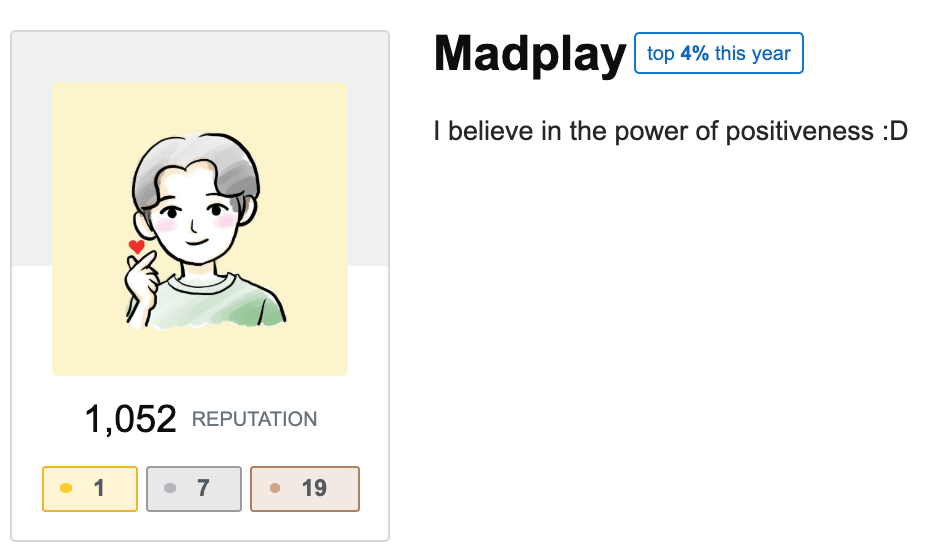 Madplay top 4% this year
I believe in the power of positiveness :D
1,052 REPUTATION
1 7 19